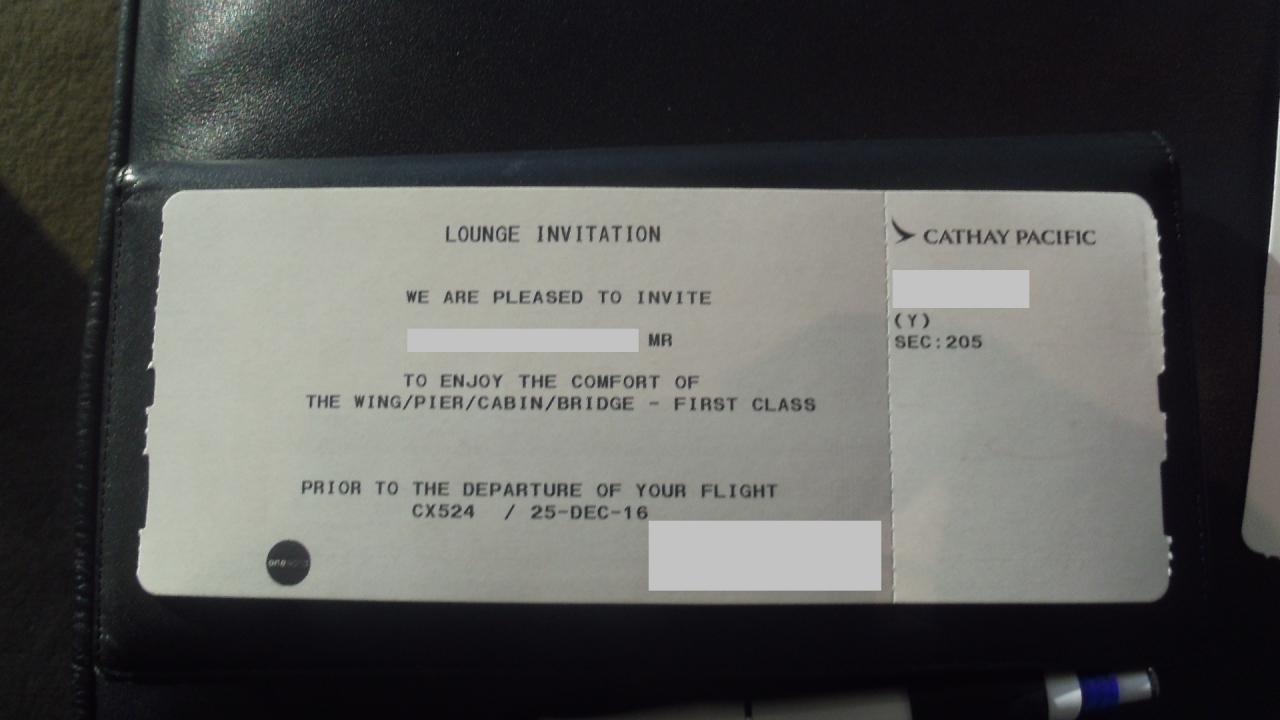 LOUNGE INVITATION
WE ARE PLEASED TO INVITE
MR
TO ENJOY THE COMFORT OF
THE WING/PIER/CABIN/BRIDGE - FIRST CLASS
PRIOR TO THE DEPARTURE OF YOUR FLIGHT
CX524 / 25-DEC-16
oneworld
CATHAY PACIFIC
(Y)
SEC:205